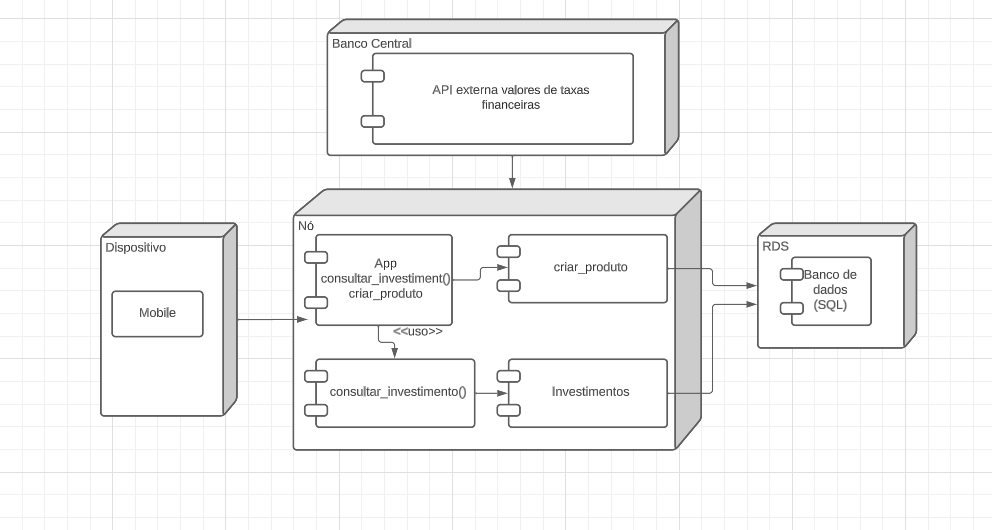 Banco Central
API externa valores de taxas
financeiras
Nó
App
consultar_investiment()
criar_produto
<<uso>>
criar_produto
consultar_investimento()
Investimentos
Dispositivo
Mobile
RDS
Banco de
dados
(SQL)